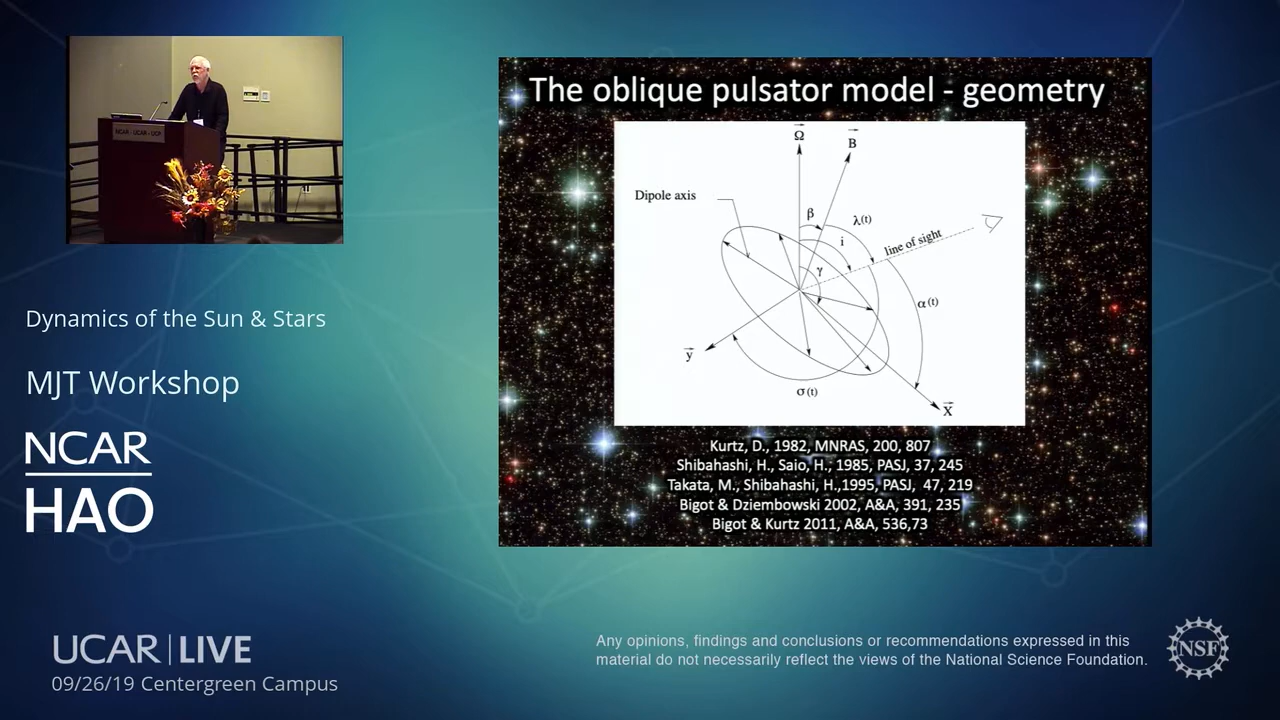 The oblique pulsator model - geometry
Ω
B
Dipole axis
β
λ(t)
i
line of sight
γ
α(t)
y
σ(t)
X
Kurtz, D., 1982, MNRAS, 200, 807
Shibahashi, H., Saio, H., 1985, PASJ, 37, 245
Takata, M., Shibahashi, H.,1995, PASJ, 47, 219
Bigot & Dziembowski 2002, A&A, 391, 235
Bigot & Kurtz 2011, A&A, 536,73
NCAR - UCAR - UCP
Dynamics of the Sun & Stars
MJT Workshop
NCAR
HAO
UCAR | LIVE
09/26/19 Centergreen Campus
Any opinions, findings and conclusions or recommendations expressed in this
material do not necessarily reflect the views of the National Science Foundation.
NSF